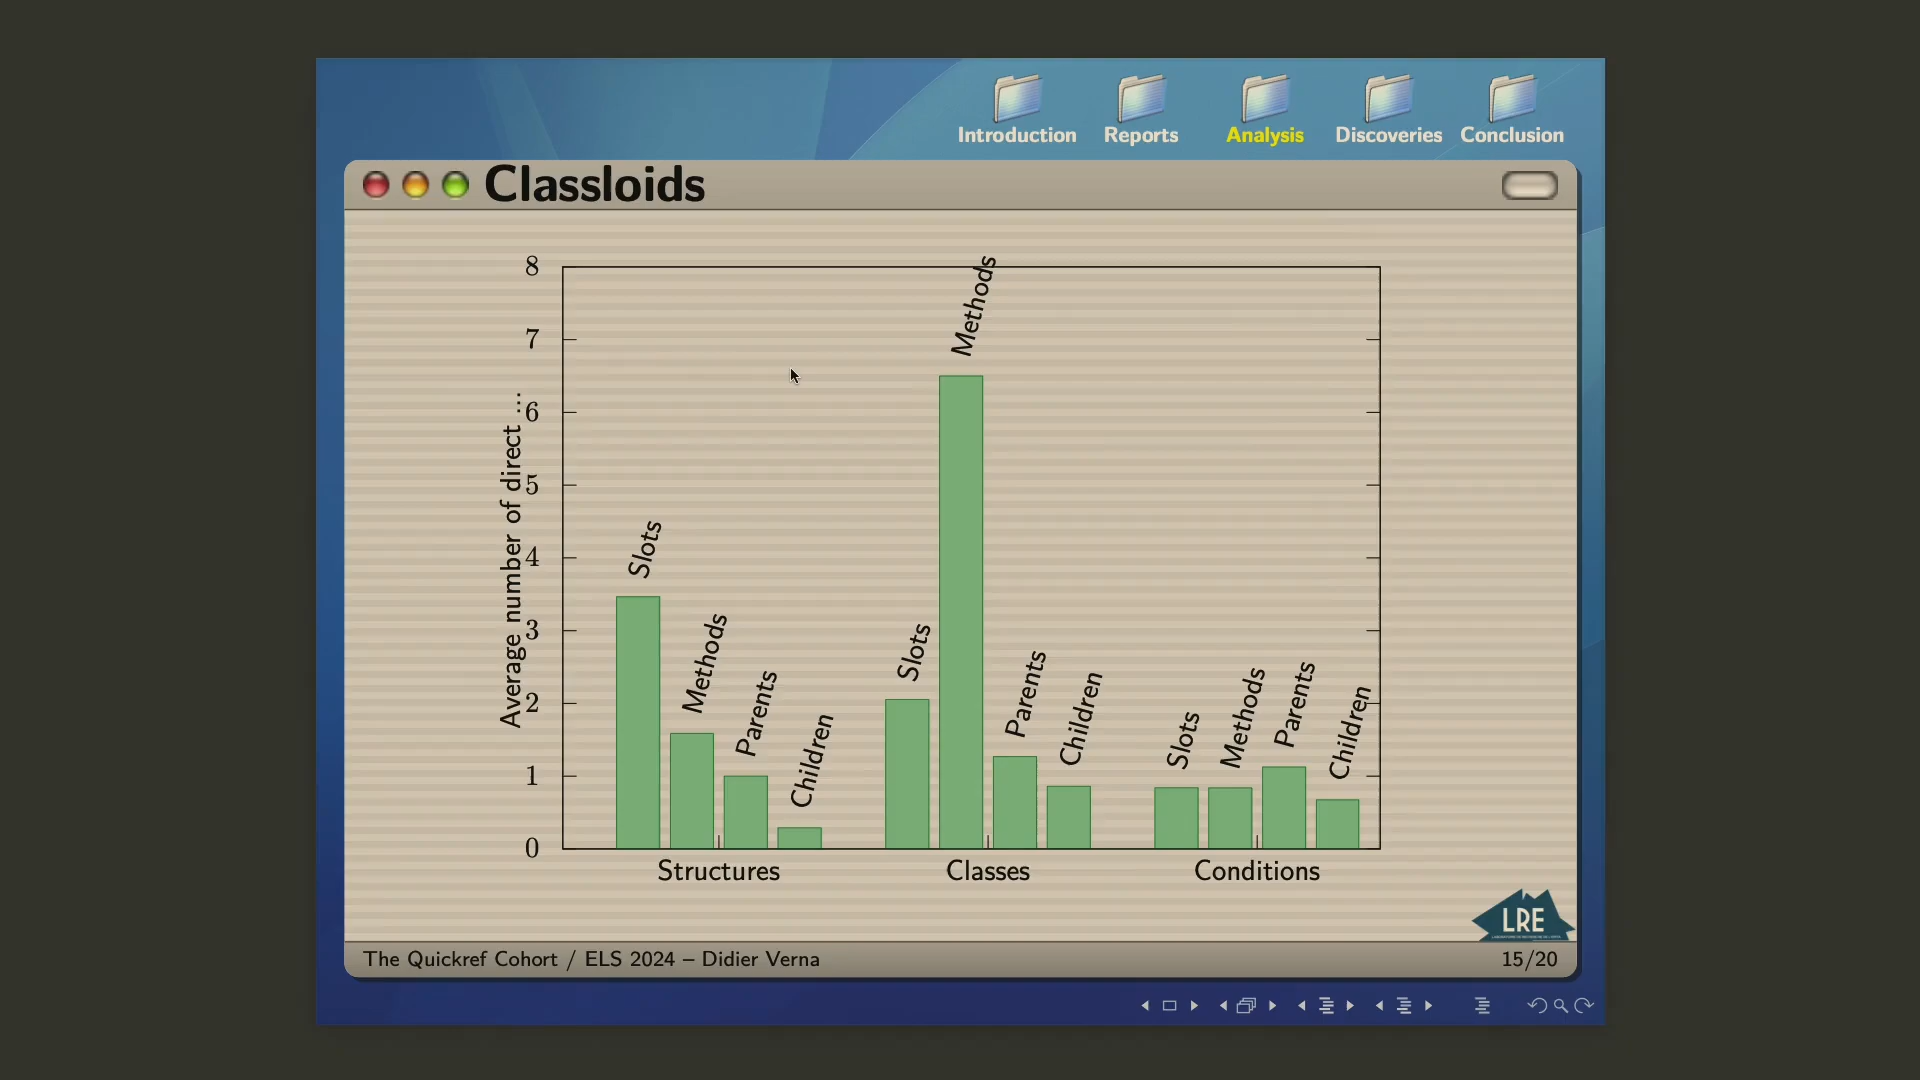 Introduction Reports Analysis Discoveries Conclusion
Classloids
8
7
6
5
4
3
2
1
0
Average number of direct ...
Slots
Methods
Parents
Children
Slots
Methods
Parents
Children
Slots
Methods
Parents
Children
Structures Classes Conditions
LRE
The Quickref Cohort / ELS 2024 – Didier Verna 15/20